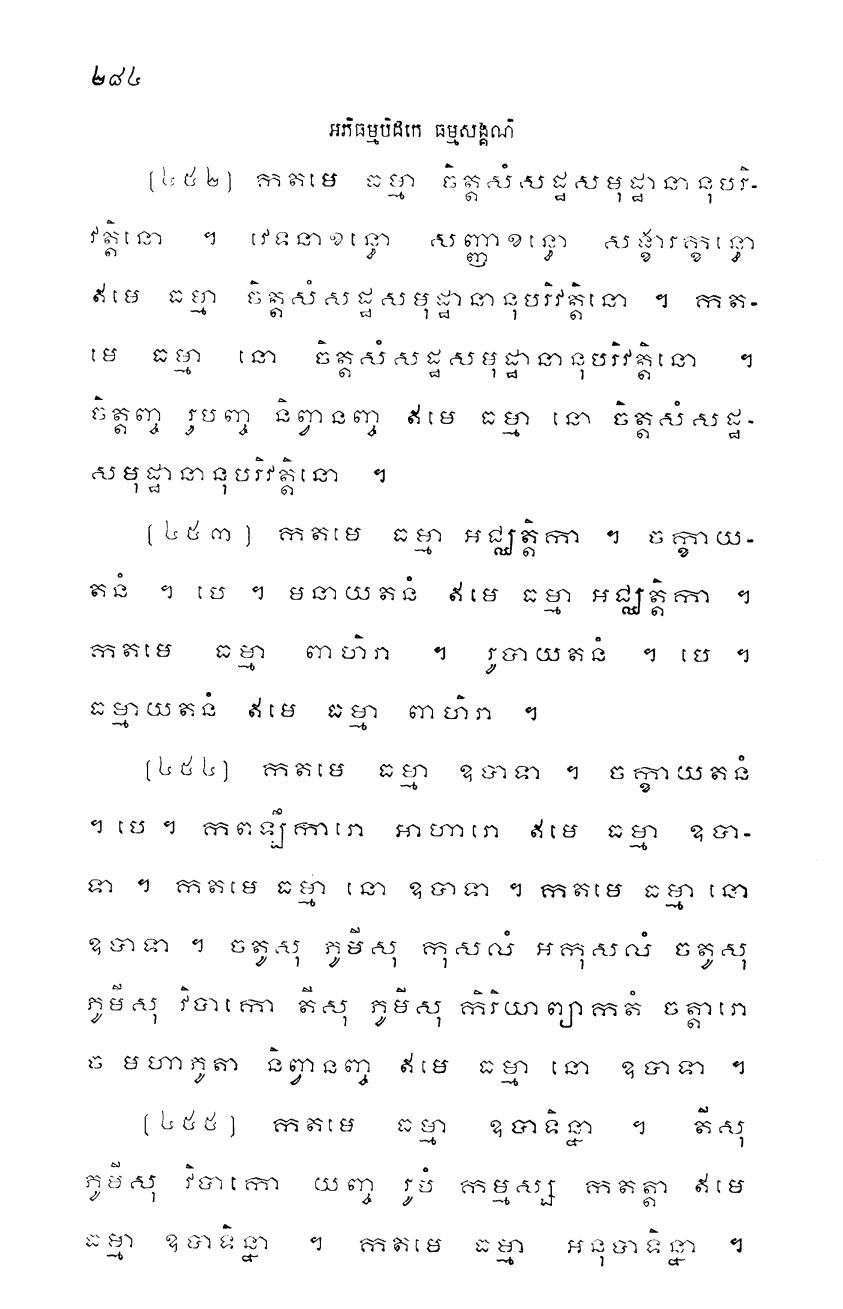 ២៨៤
អភិធម្មបិដកេ ធម្មសង្គណិ
[៤៥២] កតមេ ធម្មា ចិត្តសំសដ្ឋសមុដ្ឋានានុបរិ-
វត្តិនោ ។ វេទនាខន្ធោ សញ្ញាខន្ធោ សង្ខារក្ខន្ធោ
ឥមេ ធម្មា ចិត្តសំសដ្ឋសមុដ្ឋានានុបរិវត្តិនោ ។ កត-
មេ ធម្មា នោ ចិត្តសំសដ្ឋសមុដ្ឋានានុបរិវត្តិនោ ។
ចិត្តញ្ច រូបញ្ច និព្វានញ្ច ឥមេ ធម្មា នោ ចិត្តសំសដ្ឋ-
សមុដ្ឋានានុបរិវត្តិនោ ។
[៤៥៣] កតមេ ធម្មា អជ្ឈត្តិកា ។ ចក្ខាយ-
តនំ ។ បេ ។ មនាយតនំ ឥមេ ធម្មា អជ្ឈត្តិកា ។
កតមេ ធម្មា ពាហិរា ។ រូបាយតនំ ។ បេ ។
ធម្មាយតនំ ឥមេ ធម្មា ពាហិរា ។
[៤៥៤] កតមេ ធម្មា ឧបាទា ។ ចក្ខាយតនំ
។ បេ ។ កពឡីការោ អាហារោ ឥមេ ធម្មា ឧបា-
ទា ។ កតមេ ធម្មា នោ ឧបាទា ។ កតមេ ធម្មា នោ
ឧបាទា ។ ចតូសុ ភូមីសុ កុសលំ អកុសលំ ចតូសុ
ភូមីសុ វិបាកោ តីសុ ភូមីសុ កិរិយាព្យាកតំ ចត្តារោ
ច មហាភូតា និព្វានញ្ច ឥមេ ធម្មា នោ ឧបាទា ។
[៤៥៥] កតមេ ធម្មា ឧបាទិន្នា ។ តីសុ
ភូមីសុ វិបាកោ យញ្ច រូបំ កម្មស្ស កតត្តា ឥមេ
ធម្មា ឧបាទិន្នា ។ កតមេ ធម្មា អនុបាទិន្នា ។